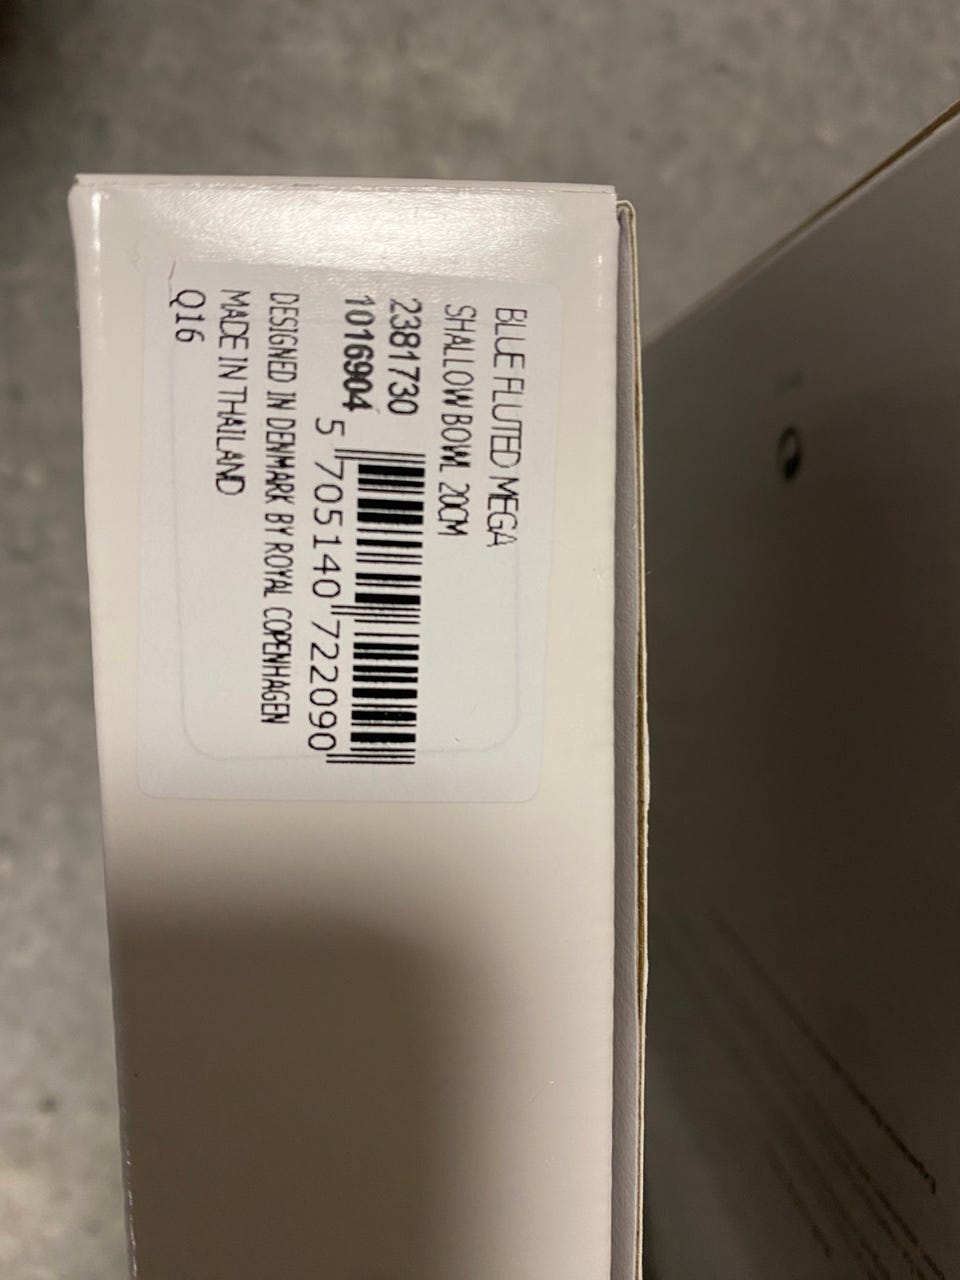 BLUE FLUTED MEGA
SHALLOW BOWL 20CM
2381730
1016904
5 705140 722090
DESIGNED IN DENMARK BY ROYAL COPENHAGEN
MADE IN THAILAND
Q16